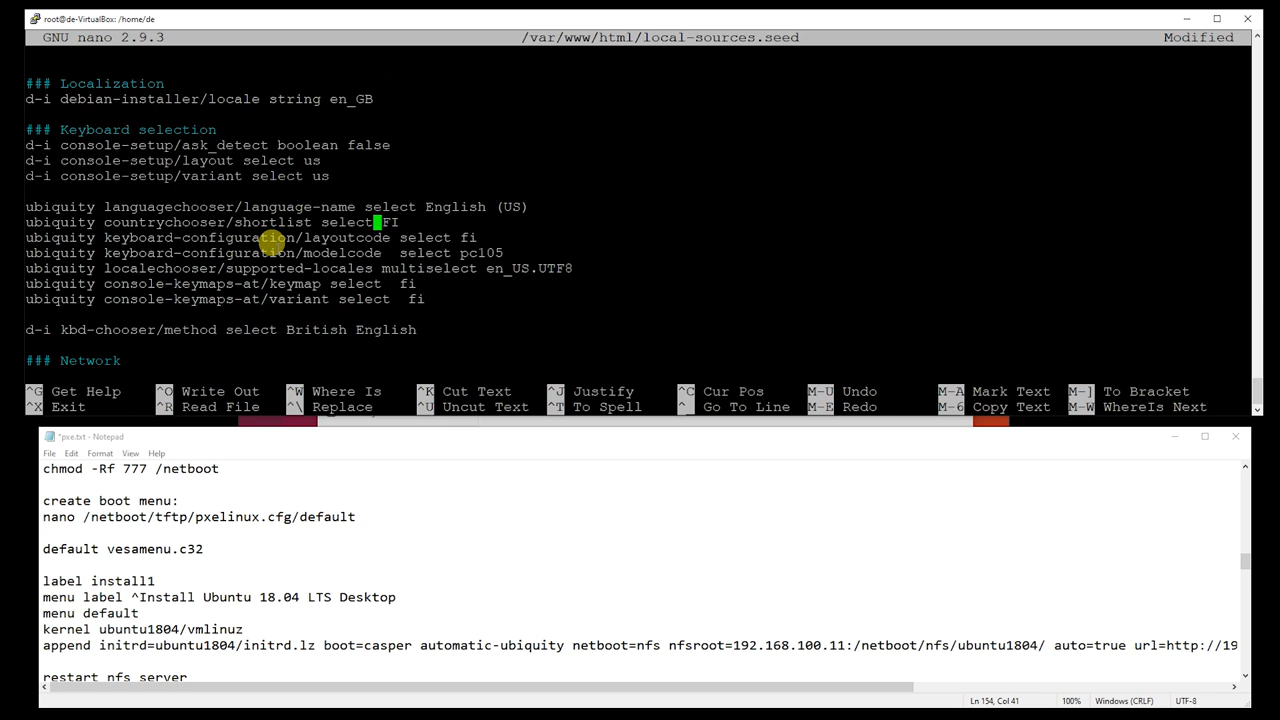 root@de-VirtualBox: /home/de
GNU nano 2.9.3 /var/www/html/local-sources.seed Modified
### Localization
d-i debian-installer/locale string en_GB
### Keyboard selection
d-i console-setup/ask_detect boolean false
d-i console-setup/layout select us
d-i console-setup/variant select us
ubiquity languagechooser/language-name select English (US)
ubiquity countrychooser/shortlist select FI
ubiquity keyboard-configuration/layoutcode select fi
ubiquity keyboard-configuration/modelcode  select pc105
ubiquity localechooser/supported-locales multiselect en_US.UTF8
ubiquity console-keymaps-at/keymap select  fi
ubiquity console-keymaps-at/variant select  fi
d-i kbd-chooser/method select British English
### Network
^G Get Help ^O Write Out ^W Where Is ^K Cut Text ^J Justify ^C Cur Pos M-U Undo M-A Mark Text M-] To Bracket
^X Exit ^R Read File ^\ Replace ^U Uncut Text ^T To Spell ^_ Go To Line M-E Redo M-6 Copy Text M-W WhereIs Next
*pxe.txt - Notepad
File Edit Format View Help
chmod -Rf 777 /netboot
create boot menu:
nano /netboot/tftp/pxelinux.cfg/default
default vesamenu.c32
label install1
menu label ^Install Ubuntu 18.04 LTS Desktop
menu default
kernel ubuntu1804/vmlinuz
append initrd=ubuntu1804/initrd.lz boot=casper automatic-ubiquity netboot=nfs nfsroot=192.168.100.11:/netboot/nfs/ubuntu1804/ auto=true url=http://19
restart nfs server
Ln 154, Col 41 100% Windows (CRLF) UTF-8